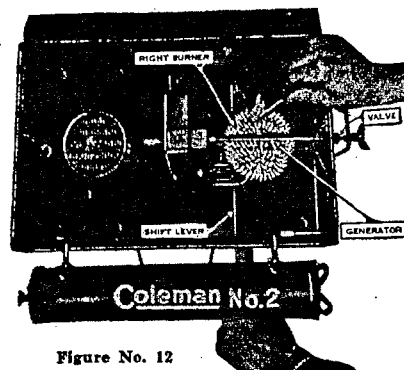 RIGHT BURNER
VALVE
SHIFT LEVER
GENERATOR
Coleman No.2
Figure No. 12